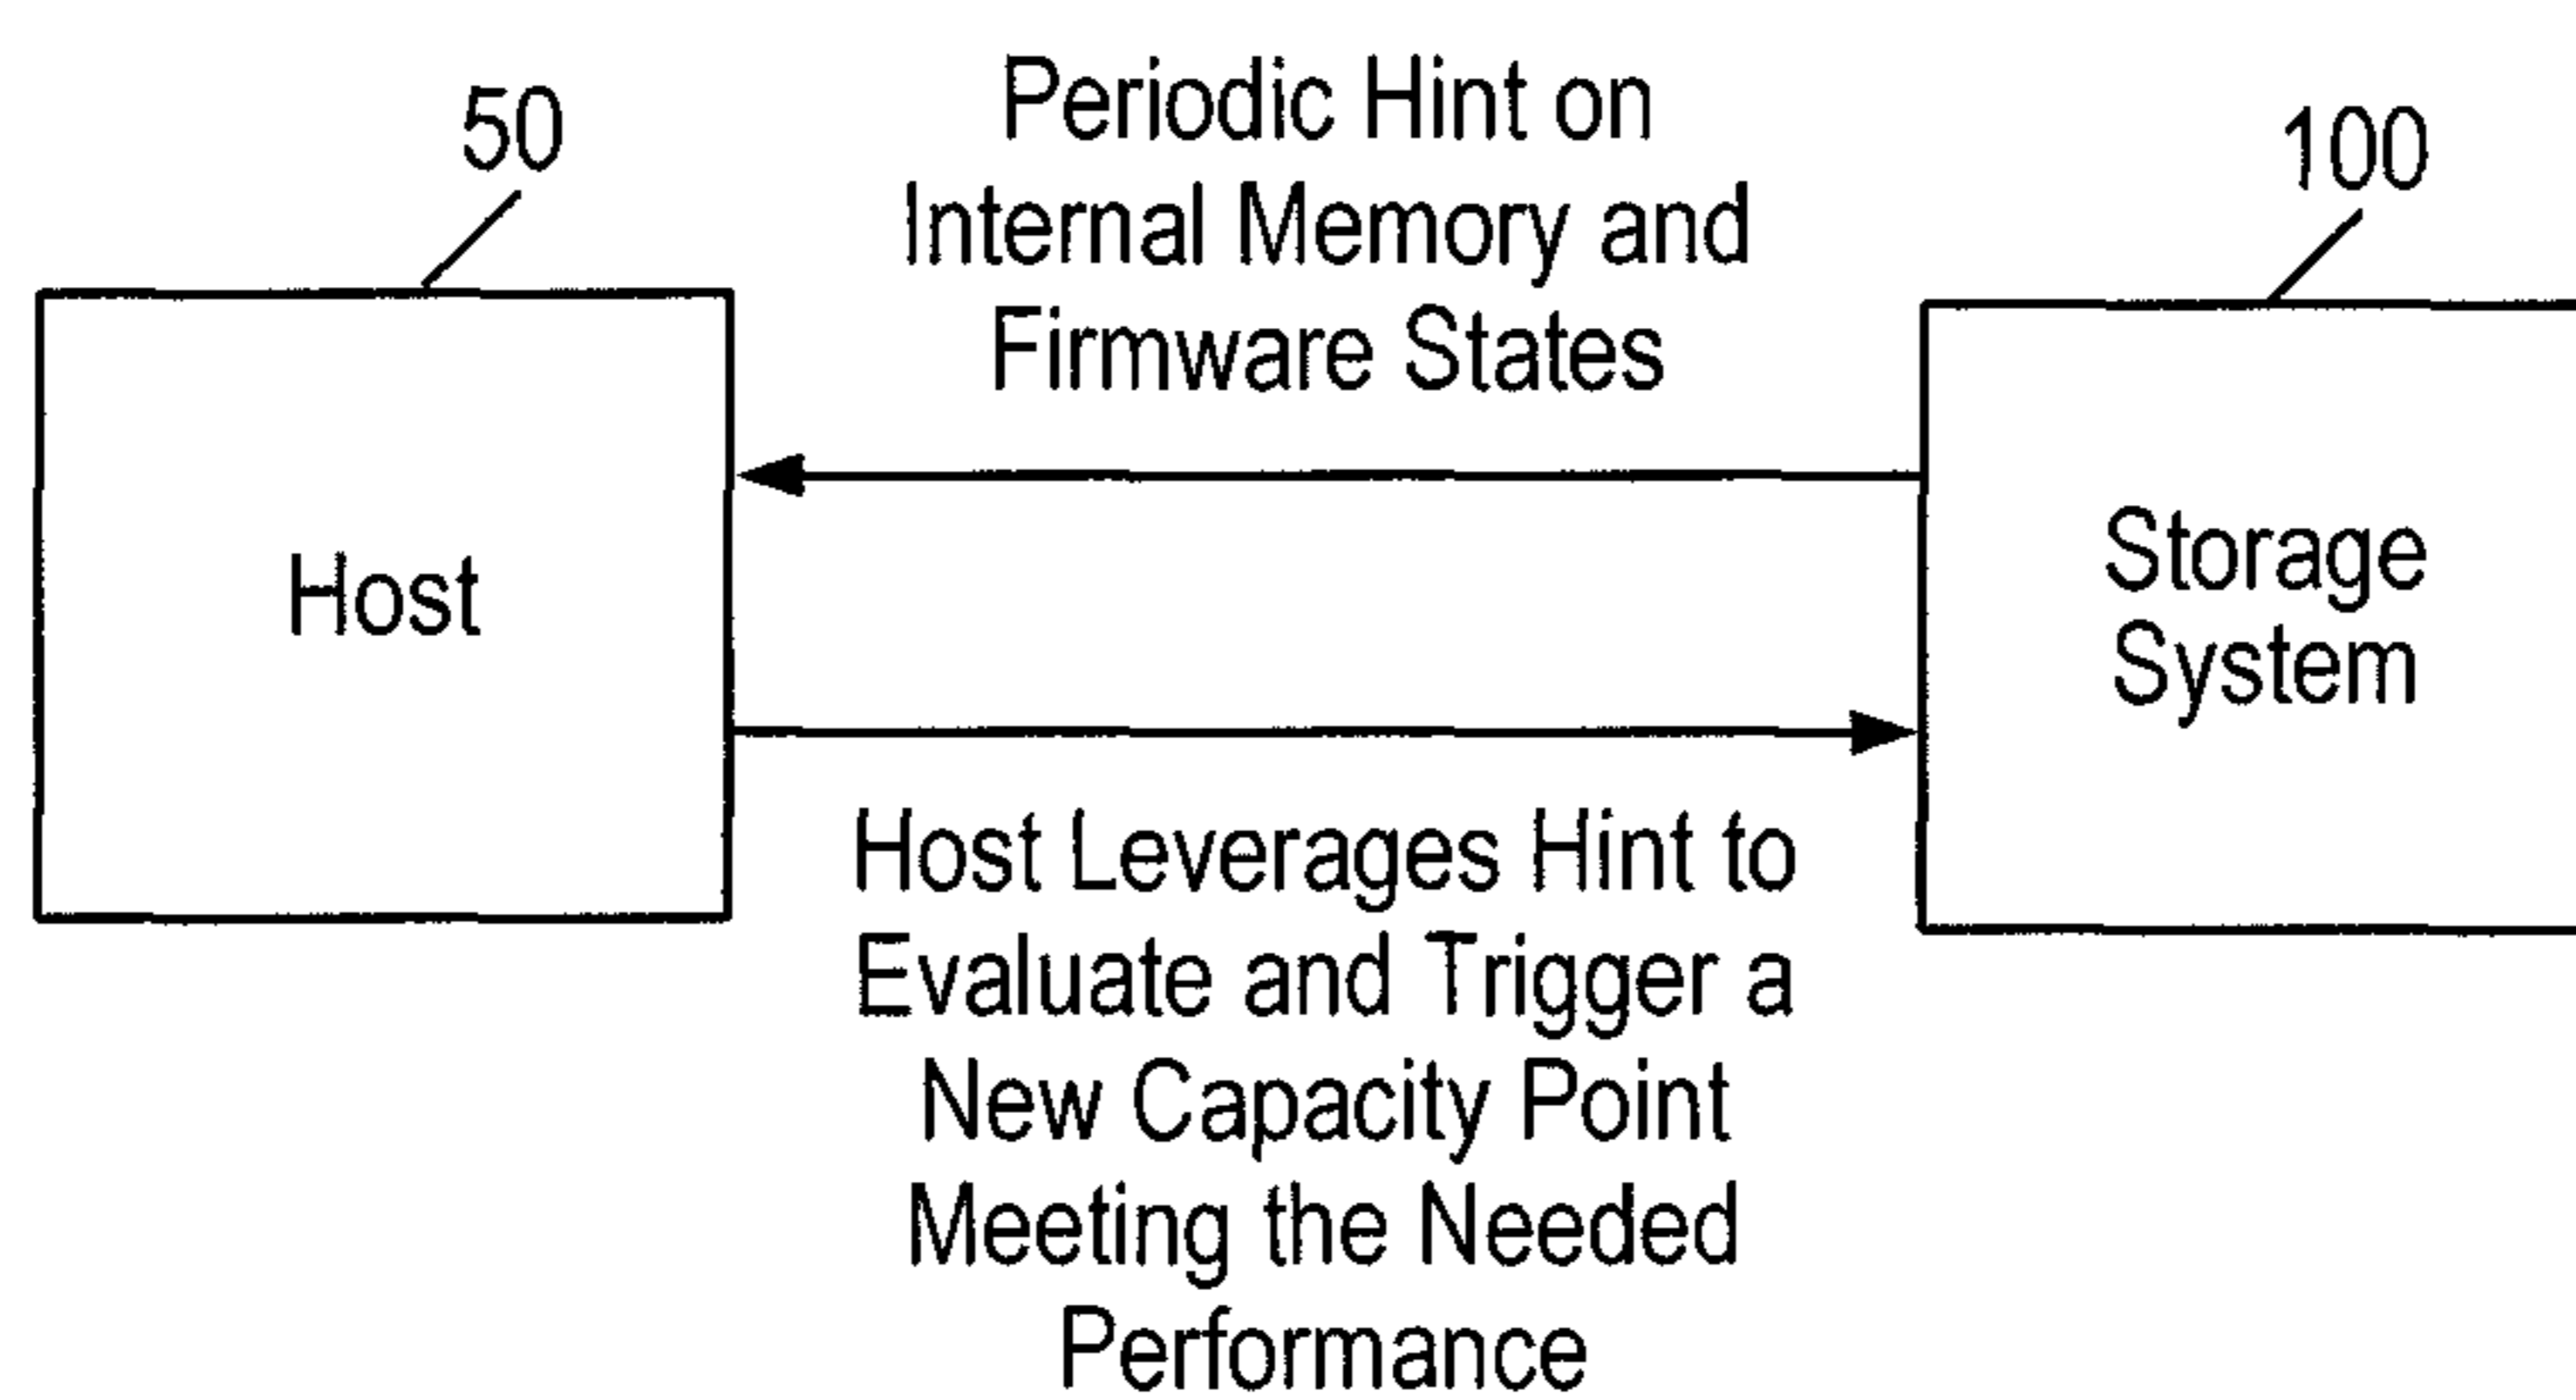 50
Periodic Hint on
Internal Memory and
Firmware States
100
Host
Storage
System
Host Leverages Hint to
Evaluate and Trigger a
New Capacity Point
Meeting the Needed
Performance